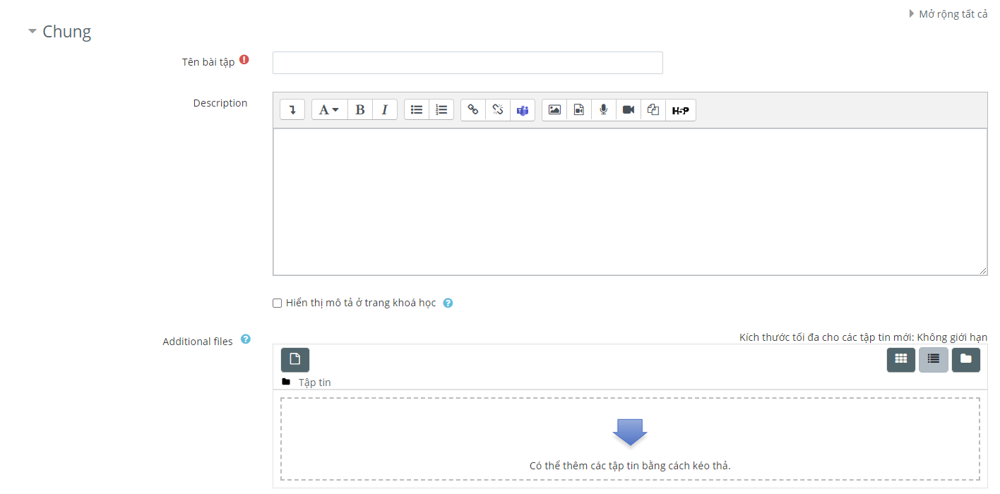 Mở rộng tất cả
Chung
Tên bài tập
Description
A B I
H5P
Hiển thị mô tả ở trang khoá học
Additional files
Kích thước tối đa cho các tập tin mới: Không giới hạn
Tập tin
Có thể thêm các tập tin bằng cách kéo thả.